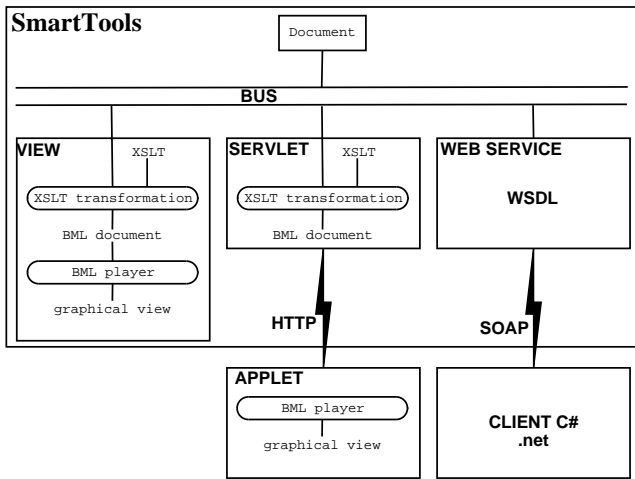 SmartTools
Document
BUS
VIEW
XSLT
XSLT transformation
BML document
BML player
graphical view
SERVLET
XSLT
XSLT transformation
BML document
WEB SERVICE
WSDL
HTTP
SOAP
APPLET
BML player
graphical view
CLIENT C#
.net